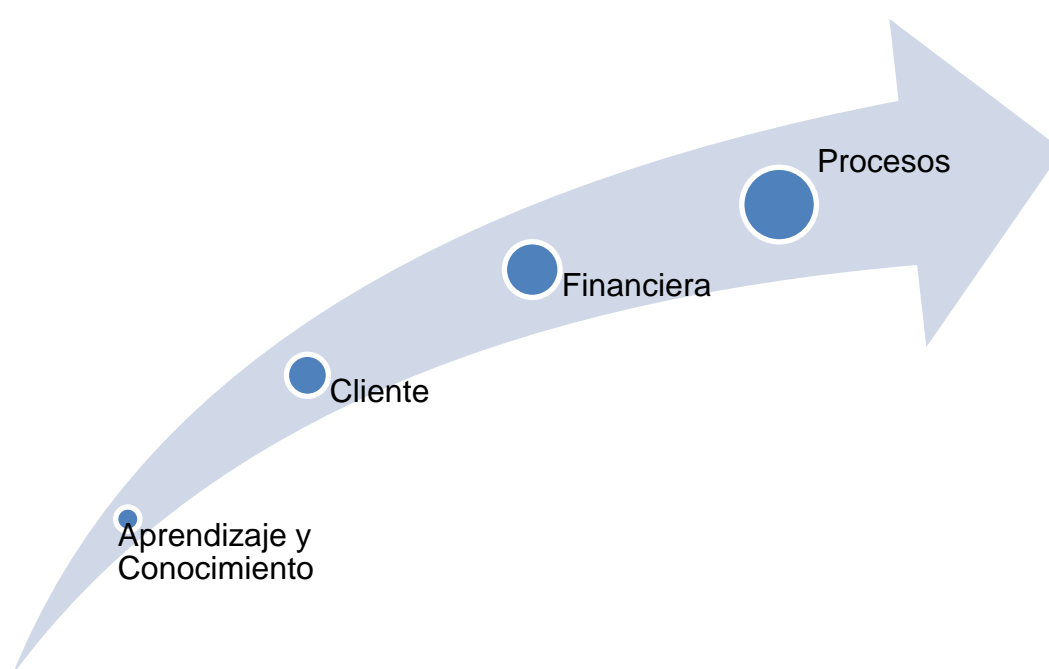 Procesos
Financiera
Cliente
Aprendizaje y
Conocimiento